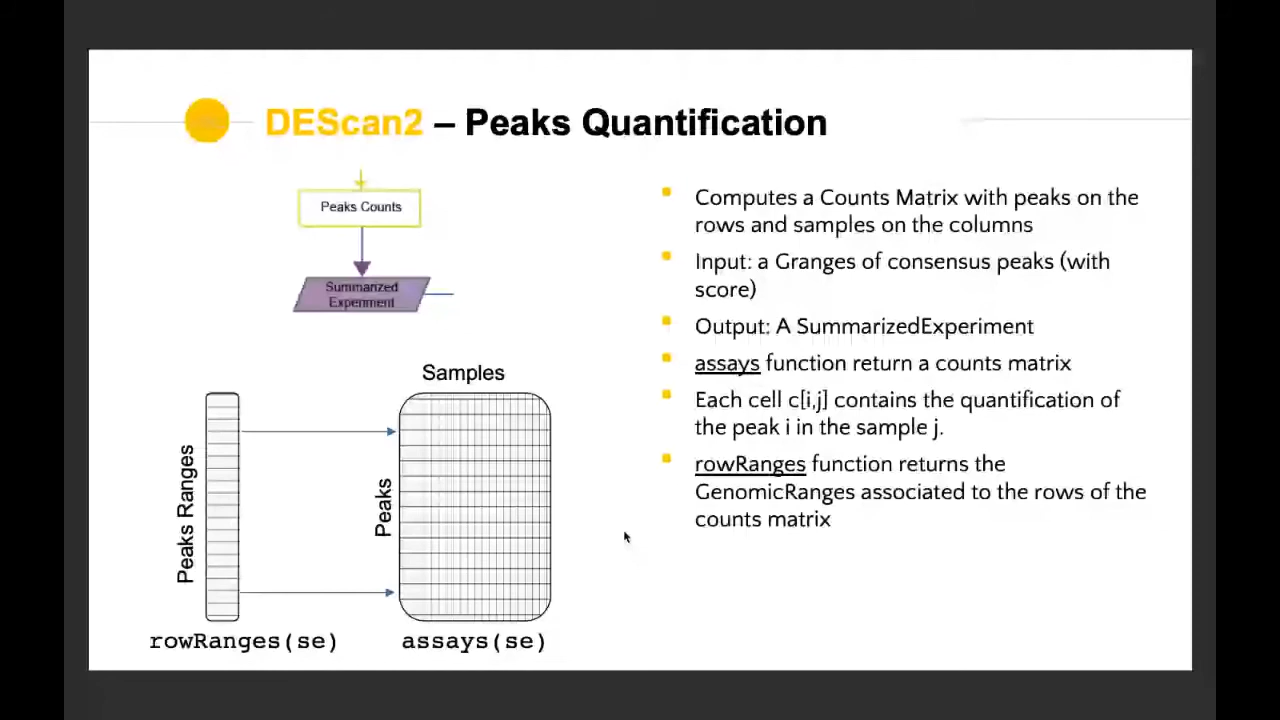 DEScan2 – Peaks Quantification
Peaks Counts
Summarized
Experiment
Samples
Peaks Ranges
Peaks
rowRanges(se)
assays(se)
Computes a Counts Matrix with peaks on the
rows and samples on the columns
Input: a Granges of consensus peaks (with
score)
Output: A SummarizedExperiment
assays function return a counts matrix
Each cell c[i,j] contains the quantification of
the peak i in the sample j.
rowRanges function returns the
GenomicRanges associated to the rows of the
counts matrix